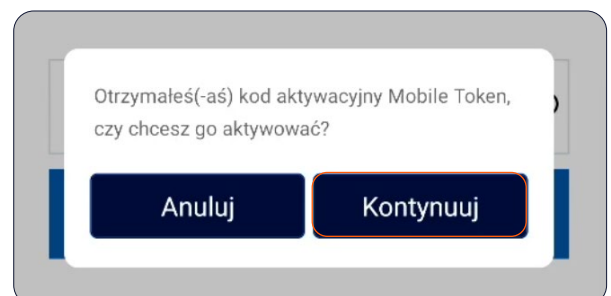 Otrzymałeś(-aś) kod aktywacyjny Mobile Token,
czy chcesz go aktywować?
Anuluj
Kontynuuj